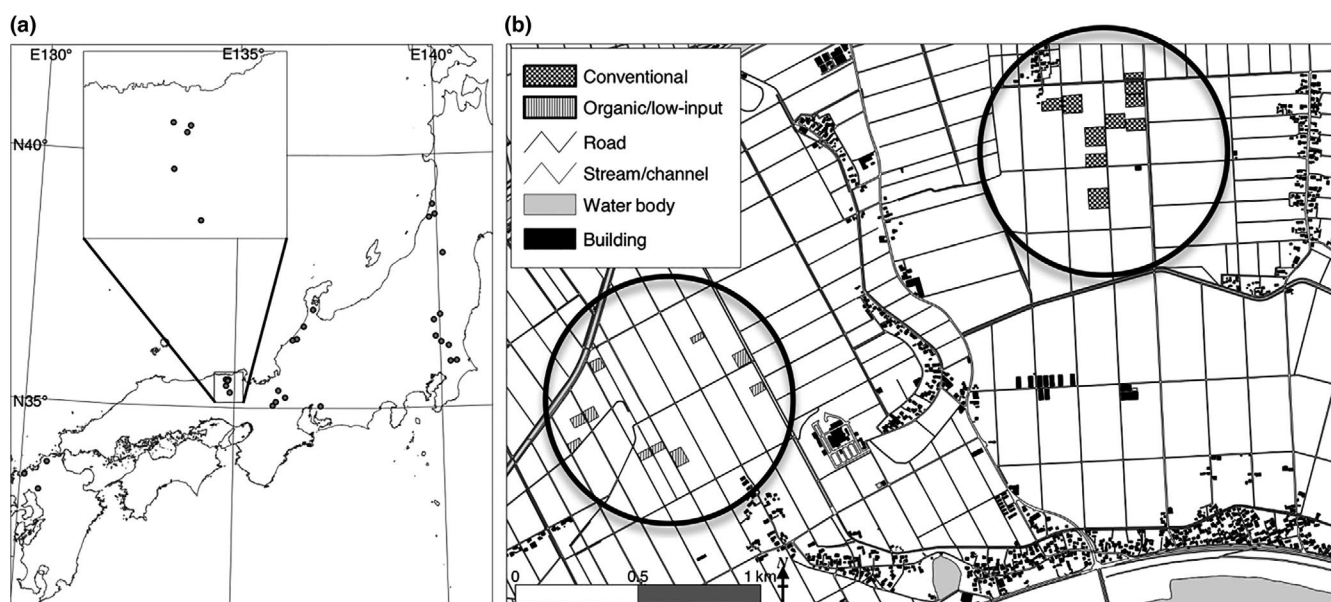 (a)
(b)
E130°
E135°
E140°
N40°
N35°
Conventional
Organic/low-input
Road
Stream/channel
Water body
Building
0
0.5
1 km
N